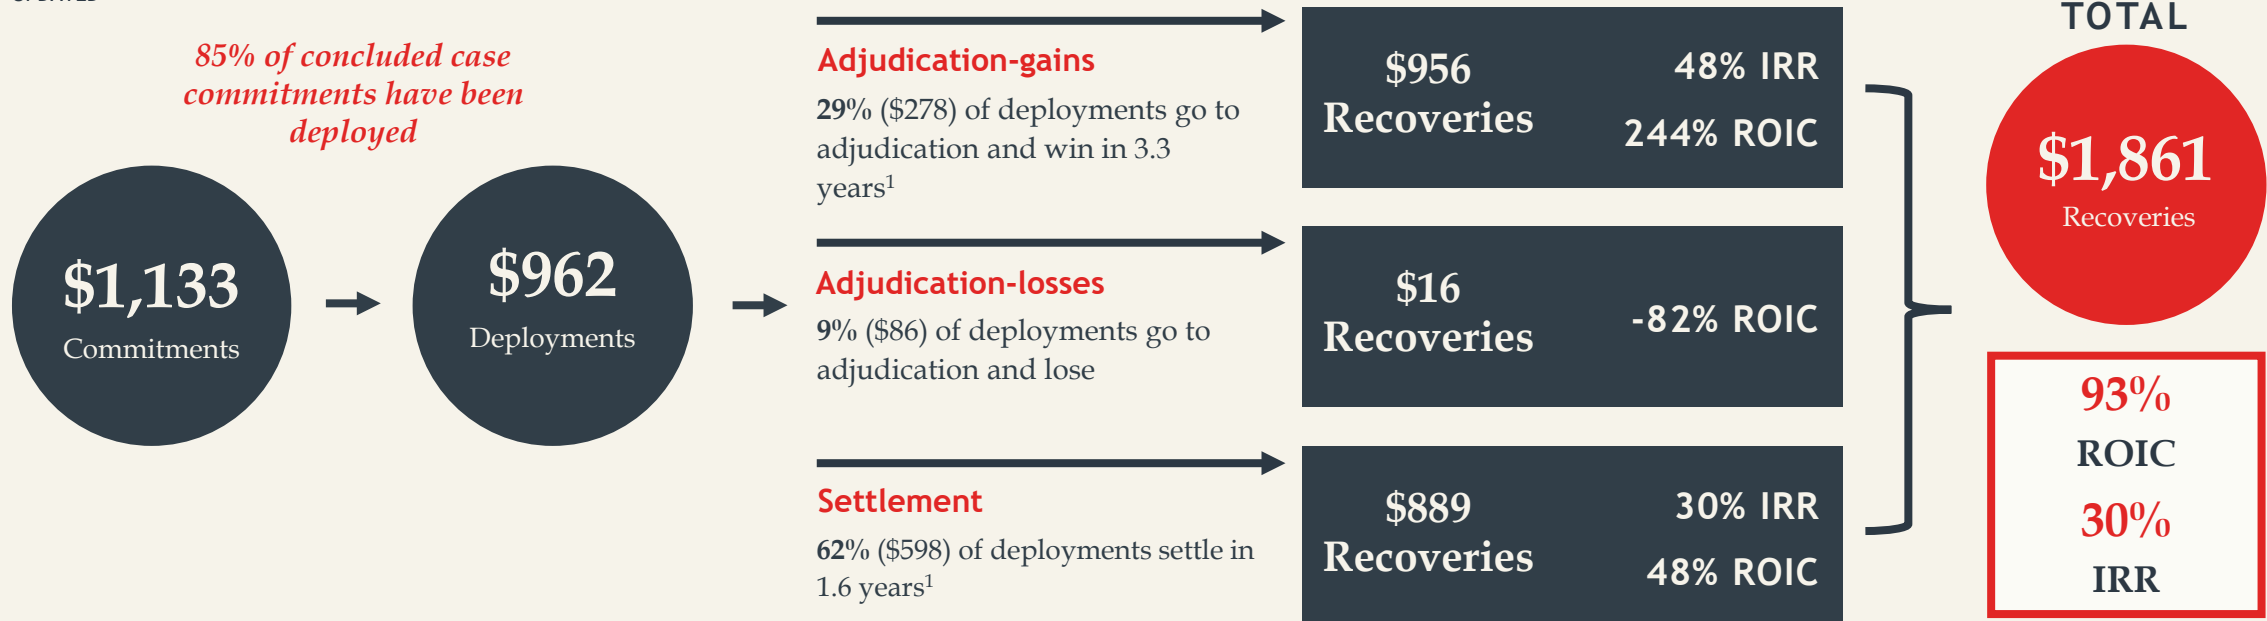 85% of concluded case
commitments have been
deployed
$1,133
Commitments
$962
Deployments
Adjudication-gains
29% ($278) of deployments go to
adjudication and win in 3.3
years¹
$956
Recoveries
48% IRR
244% ROIC
Adjudication-losses
9% ($86) of deployments go to
adjudication and lose
$16
Recoveries
-82% ROIC
Settlement
62% ($598) of deployments settle in
1.6 years¹
$889
Recoveries
30% IRR
48% ROIC
TOTAL
$1,861
Recoveries
93%
ROIC
30%
IRR